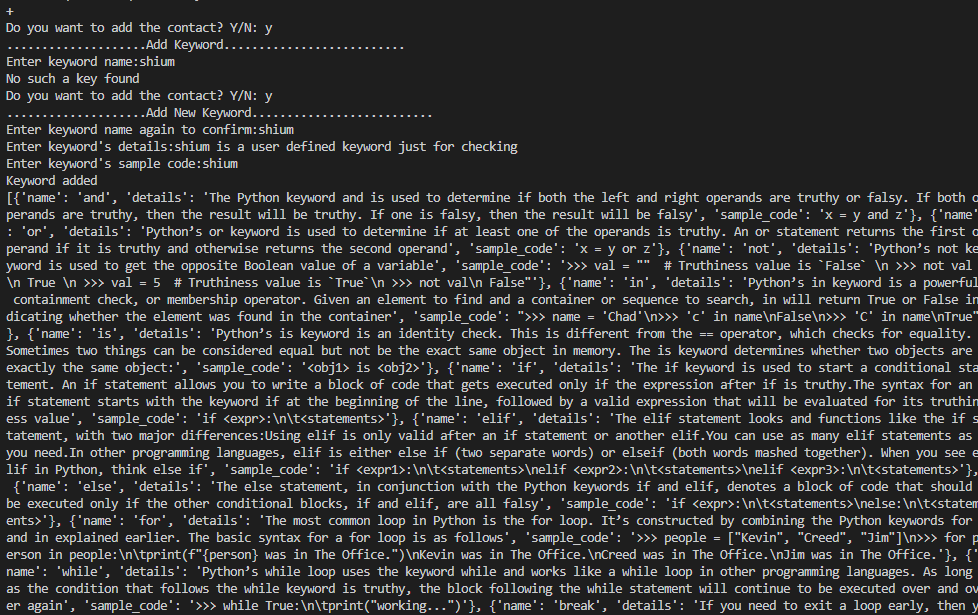 +
Do you want to add the contact? Y/N: y
....................Add Keyword..........................
Enter keyword name:shium
No such a key found
Do you want to add the contact? Y/N: y
....................Add New Keyword..........................
Enter keyword name again to confirm:shium
Enter keyword's details:shium is a user defined keyword just for checking
Enter keyword's sample code:shium
Keyword added
[{'name': 'and', 'details': 'The Python keyword and is used to determine if both the left and right operands are truthy or falsy. If both o
perands are truthy, then the result will be truthy. If one is falsy, then the result will be falsy', 'sample_code': 'x = y and z'}, {'name'
: 'or', 'details': 'Python’s or keyword is used to determine if at least one of the operands is truthy. An or statement returns the first o
perand if it is truthy and otherwise returns the second operand', 'sample_code': 'x = y or z'}, {'name': 'not', 'details': 'Python’s not ke
yword is used to get the opposite Boolean value of a variable', 'sample_code': '>>> val = ""  # Truthiness value is `False` \n >>> not val
\n True \n >>> val = 5  # Truthiness value is `True`\n >>> not val\n False"'}, {'name': 'in', 'details': 'Python’s in keyword is a powerful
 containment check, or membership operator. Given an element to find and a container or sequence to search, in will return True or False in
dicating whether the element was found in the container', 'sample_code': ">>> name = 'Chad'\n>>> 'c' in name\nFalse\n>>> 'C' in name\nTrue"
}, {'name': 'is', 'details': 'Python’s is keyword is an identity check. This is different from the == operator, which checks for equality.
Sometimes two things can be considered equal but not be the exact same object in memory. The is keyword determines whether two objects are
exactly the same object:', 'sample_code': '<obj1> is <obj2>'}, {'name': 'if', 'details': 'The if keyword is used to start a conditional sta
tement. An if statement allows you to write a block of code that gets executed only if the expression after if is truthy.The syntax for an
if statement starts with the keyword if at the beginning of the line, followed by a valid expression that will be evaluated for its truthin
ess value', 'sample_code': 'if <expr>:\n\t<statements>'}, {'name': 'elif', 'details': 'The elif statement looks and functions like the if s
tatement, with two major differences:Using elif is only valid after an if statement or another elif.You can use as many elif statements as
you need.In other programming languages, elif is either else if (two separate words) or elseif (both words mashed together). When you see e
lif in Python, think else if', 'sample_code': 'if <expr1>:\n\t<statements>\nelif <expr2>:\n\t<statements>\nelif <expr3>:\n\t<statements>'},
 {'name': 'else', 'details': 'The else statement, in conjunction with the Python keywords if and elif, denotes a block of code that should
be executed only if the other conditional blocks, if and elif, are all falsy', 'sample_code': 'if <expr>:\n\t<statements>\nelse:\n\t<statem
ents>'}, {'name': 'for', 'details': 'The most common loop in Python is the for loop. It’s constructed by combining the Python keywords for
and in explained earlier. The basic syntax for a for loop is as follows', 'sample_code': '>>> people = ["Kevin", "Creed", "Jim"]\n>>> for p
erson in people:\n\tprint(f"{person} was in The Office.")\nKevin was in The Office.\nCreed was in The Office.\nJim was in The Office.'}, {'
name': 'while', 'details': 'Python’s while loop uses the keyword while and works like a while loop in other programming languages. As long
as the condition that follows the while keyword is truthy, the block following the while statement will continue to be executed over and ov
er again', 'sample_code': '>>> while True:\n\tprint("working...")'}, {'name': 'break', 'details': 'If you need to exit a loop early, then